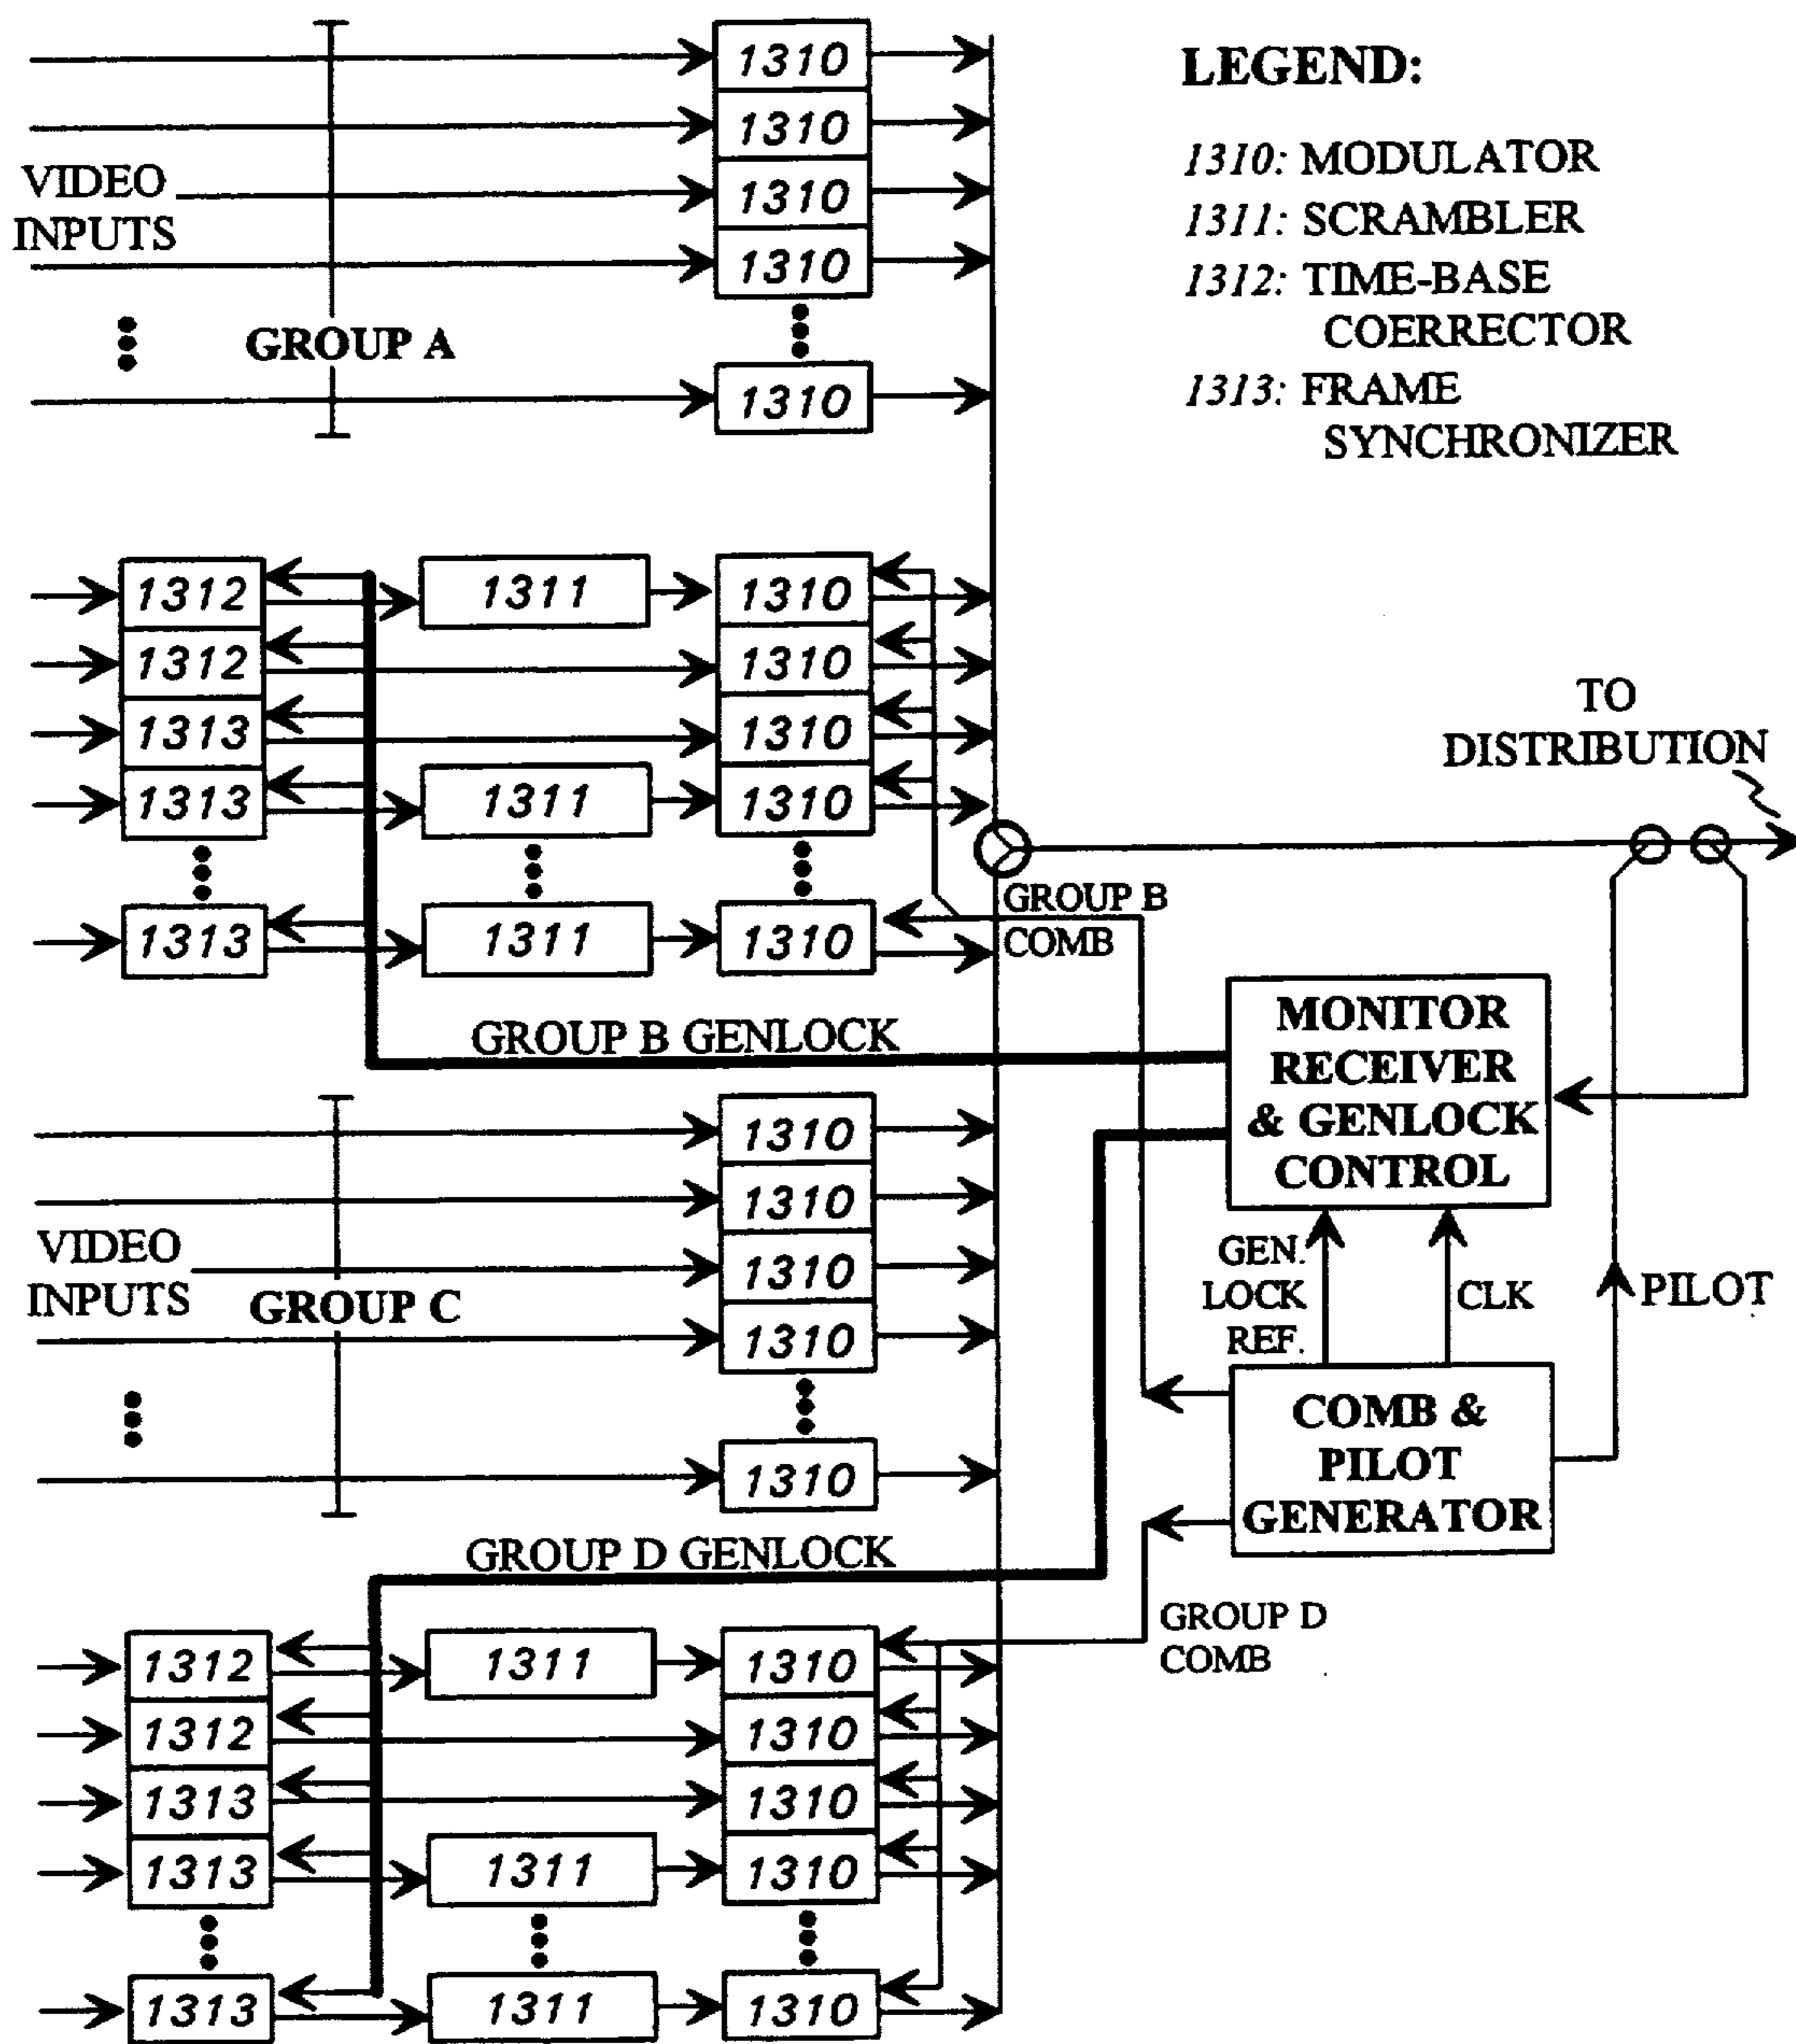 1310
LEGEND:
1310
1310: MODULATOR
VIDEO
INPUTS
1310
1311: SCRAMBLER
1310
1312: TIME-BASE
COERRECTOR
GROUP A
1310
1313: FRAME
SYNCHRONIZER
1312
1311
1310
1312
1310
1313
1310
TO
DISTRIBUTION
1313
1311
1310
1313
1311
1310
GROUP B
COMB
GROUP B GENLOCK
MONITOR
RECEIVER
& GENLOCK
CONTROL
1310
1310
VIDEO
INPUTS
1310
GROUP C
1310
GEN.
LOCK
REF.
CLK
PILOT
1310
COMB &
PILOT
GENERATOR
GROUP D GENLOCK
GROUP D
COMB
1312
1311
1310
1312
1310
1313
1310
1313
1311
1310
1313
1311
1310